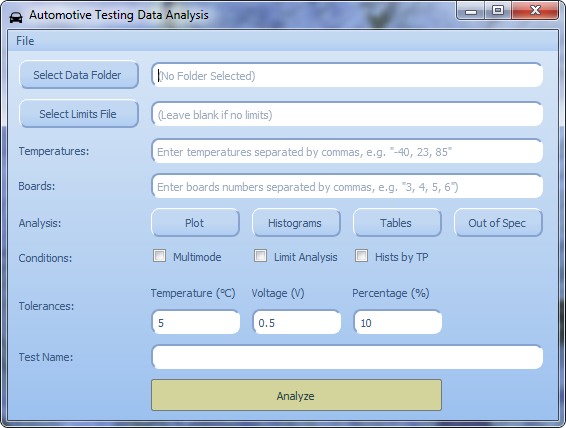 Automotive Testing Data Analysis
File
Select Data Folder (No Folder Selected)
Select Limits File (Leave blank if no limits)
Temperatures: Enter temperatures separated by commas, e.g. "-40, 23, 85"
Boards: Enter boards numbers separated by commas, e.g. "3, 4, 5, 6")
Analysis: Plot Histograms Tables Out of Spec
Conditions: Multimode Limit Analysis Hists by TP
Temperature (°C) Voltage (V) Percentage (%)
Tolerances: 5 0.5 10
Test Name:
Analyze